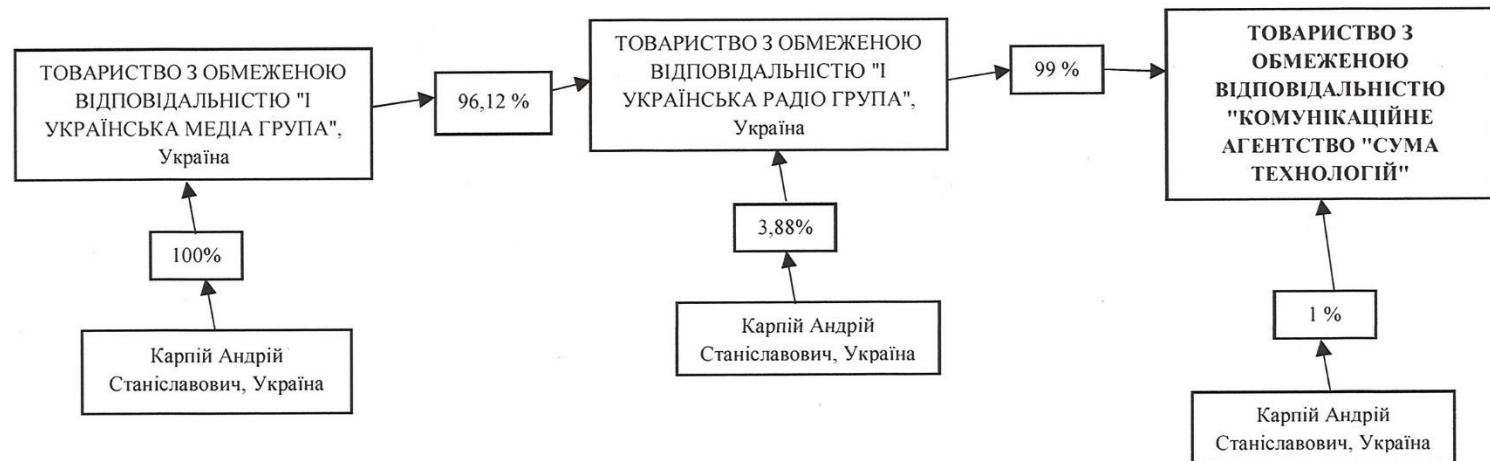 ТОВАРИСТВО З ОБМЕЖЕНОЮ
ВІДПОВІДАЛЬНІСТЮ "І
УКРАЇНСЬКА МЕДІА ГРУПА",
Україна
96,12 %
ТОВАРИСТВО З ОБМЕЖЕНОЮ
ВІДПОВІДАЛЬНІСТЮ "І
УКРАЇНСЬКА РАДІО ГРУПА",
Україна
99 %
ТОВАРИСТВО З
ОБМЕЖЕНОЮ
ВІДПОВІДАЛЬНІСТЮ
"КОМУНІКАЦІЙНЕ
АГЕНТСТВО "СУМА
ТЕХНОЛОГІЙ"
100%
3,88%
1 %
Карпій Андрій
Станіславович, Україна
Карпій Андрій
Станіславович, Україна
Карпій Андрій
Станіславович, Україна